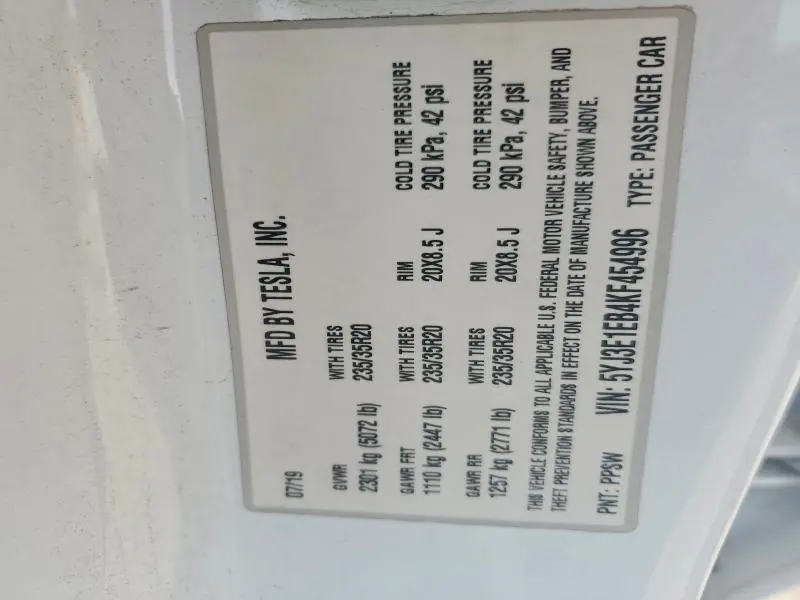 07/19 MFD BY TESLA, INC.
GVWR WITH TIRES
2301 kg (5072 lb) 235/35R20
GAWR FRT WITH TIRES RIM COLD TIRE PRESSURE
1110 kg (2447 lb) 235/35R20 20X8.5 J 290 kPa, 42 psi
GAWR RR WITH TIRES RIM COLD TIRE PRESSURE
1257 kg (2771 lb) 235/35R20 20X8.5 J 290 kPa, 42 psi
THIS VEHICLE CONFORMS TO ALL APPLICABLE U.S. FEDERAL MOTOR VEHICLE SAFETY, BUMPER, AND
THEFT PREVENTION STANDARDS IN EFFECT ON THE DATE OF MANUFACTURE SHOWN ABOVE.
PNT: PPSW VIN: 5YJ3E1EB4KF454996 TYPE: PASSENGER CAR